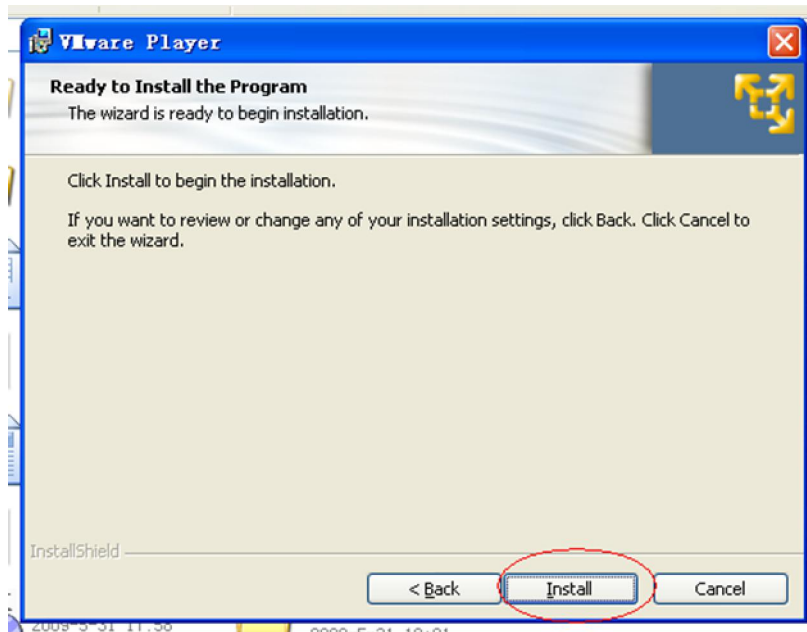 VMware Player
Ready to Install the Program
The wizard is ready to begin installation.
Click Install to begin the installation.
If you want to review or change any of your installation settings, click Back. Click Cancel to
exit the wizard.
InstallShield
< Back
Install
Cancel